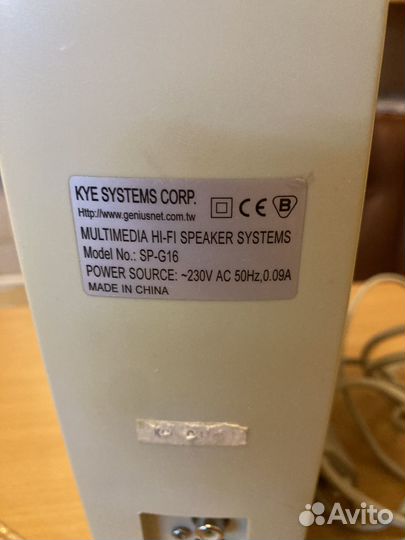 KYE SYSTEMS CORP.
Http://www.geniusnet.com.tw
CE B
MULTIMEDIA HI-FI SPEAKER SYSTEMS
Model No.: SP-G16
POWER SOURCE: ~230V AC 50Hz,0.09A
MADE IN CHINA
Avito